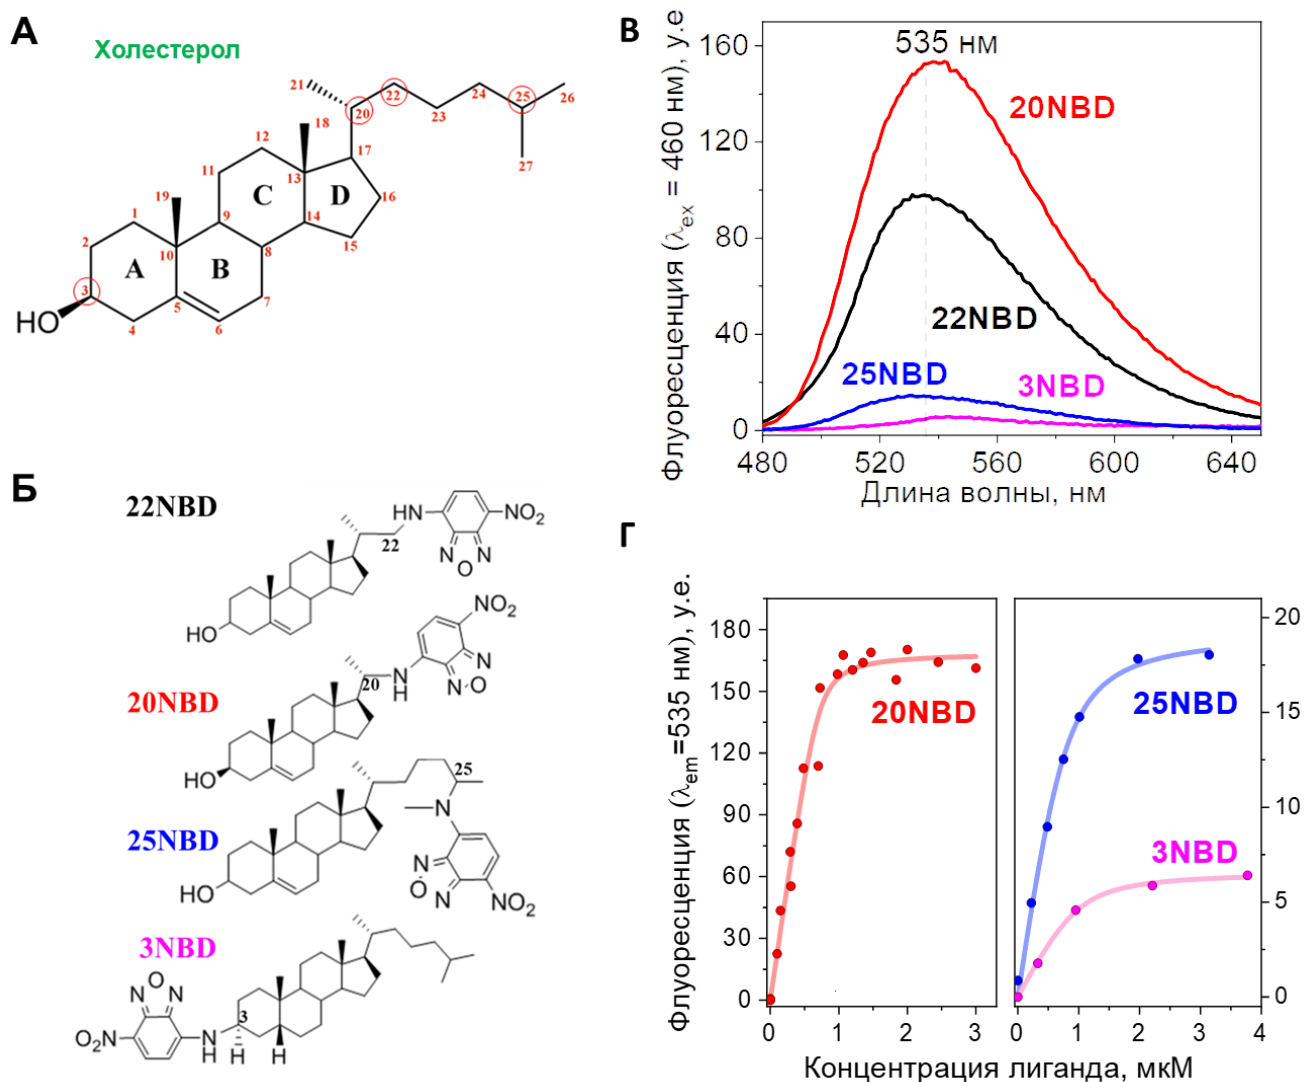 А
Холестерол
21
20
22
23
24
25
26
27
18
12
17
11
13
C
D
16
19
1
9
14
15
2
10
8
A
B
3
7
5
HO
4
6
В
Флуоресценция (λex = 460 нм), у.е
160
120
80
40
0
535 нм
20NBD
22NBD
25NBD
3NBD
480
520
560
600
640
Длина волны, нм
Б
22NBD
HN
NO2
22
N
N
O
HO
20NBD
NO2
20
N
H
N
O
N
HO
25NBD
25
N
N
O
N
NO2
HO
3NBD
O
N
N
3
O2N
N
H
H
H
Г
Флуоресценция (λem=535 нм), у.е.
180
150
120
90
60
30
0
20NBD
0
1
2
3
25NBD
3NBD
20
15
10
5
0
0
1
2
3
4
Концентрация лиганда, мкМ